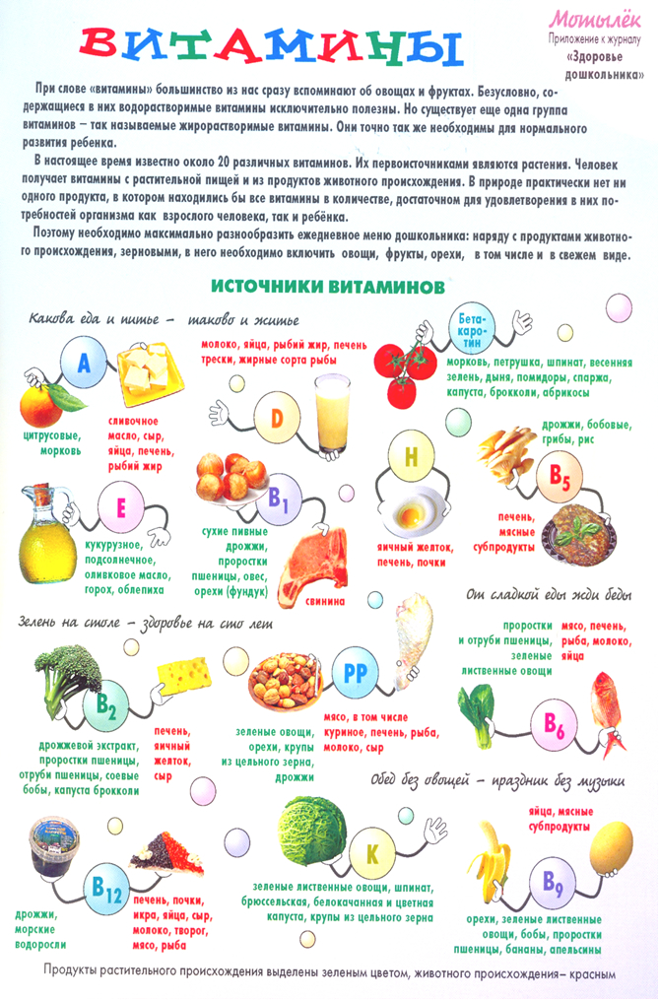 ВИТАМИНЫ
Мотылёк
Приложение к журналу
«Здоровье
дошкольника»
При слове «витамины» большинство из нас сразу вспоминают об овощах и фруктах. Безусловно, со-
держащиеся в них водорастворимые витамины исключительно полезны. Но существует еще одна группа
витаминов – так называемые жирорастворимые витамины. Они точно так же необходимы для нормального
развития ребенка.
В настоящее время известно около 20 различных витаминов. Их первоисточниками являются растения. Человек
получает витамины с растительной пищей и из продуктов животного происхождения. В природе практически нет ни
одного продукта, в котором находились бы все витамины в количестве, достаточном для удовлетворения в них по-
требностей организма как взрослого человека, так и ребёнка.
Поэтому необходимо максимально разнообразить ежедневное меню дошкольника: наряду с продуктами животно-
го происхождения, зерновыми, в него необходимо включить овощи, фрукты, орехи, в том числе и в свежем виде.
ИСТОЧНИКИ ВИТАМИНОВ
Какова еда и питье – таково и житье
A
цитрусовые,
морковь
сливочное
масло, сыр,
яйца, печень,
рыбий жир
молоко, яйца, рыбий жир, печень
трески, жирные сорта рыбы
D
Бета-
каро-
тин
морковь, петрушка, шпинат, весенняя
зелень, дыня, помидоры, спаржа,
капуста, брокколи, абрикосы
E
кукурузное,
подсолнечное,
оливковое масло,
горох, облепиха
B1
сухие пивные
дрожжи,
проростки
пшеницы, овес,
орехи (фундук)
свинина
H
яичный желток,
печень, почки
дрожжи, бобовые,
грибы, рис
B5
печень,
мясные
субпродукты
От сладкой еды жди беды
Зелень на столе – здоровье на сто лет
B2
дрожжевой экстракт,
проростки пшеницы,
отруби пшеницы, соевые
бобы, капуста брокколи
печень,
яичный
желток,
сыр
PP
зеленые овощи,
орехи, крупы
из цельного зерна,
дрожжи
мясо, в том числе
куриное, печень, рыба,
молоко, сыр
проростки
и отруби пшеницы,
зеленые
лиственные овощи
мясо, печень,
рыба, молоко,
яйца
B6
Обед без овощей – праздник без музыки
B12
дрожжи,
морские
водоросли
печень, почки,
икра, яйца, сыр,
молоко, творог,
мясо, рыба
K
зеленые лиственные овощи, шпинат,
брюссельская, белокачанная и цветная
капуста, крупы из цельного зерна
яйца, мясные
субпродукты
B9
орехи, зеленые лиственные
овощи, бобы, проростки
пшеницы, бананы, апельсины
Продукты растительного происхождения выделены зеленым цветом, животного происхождения– красным